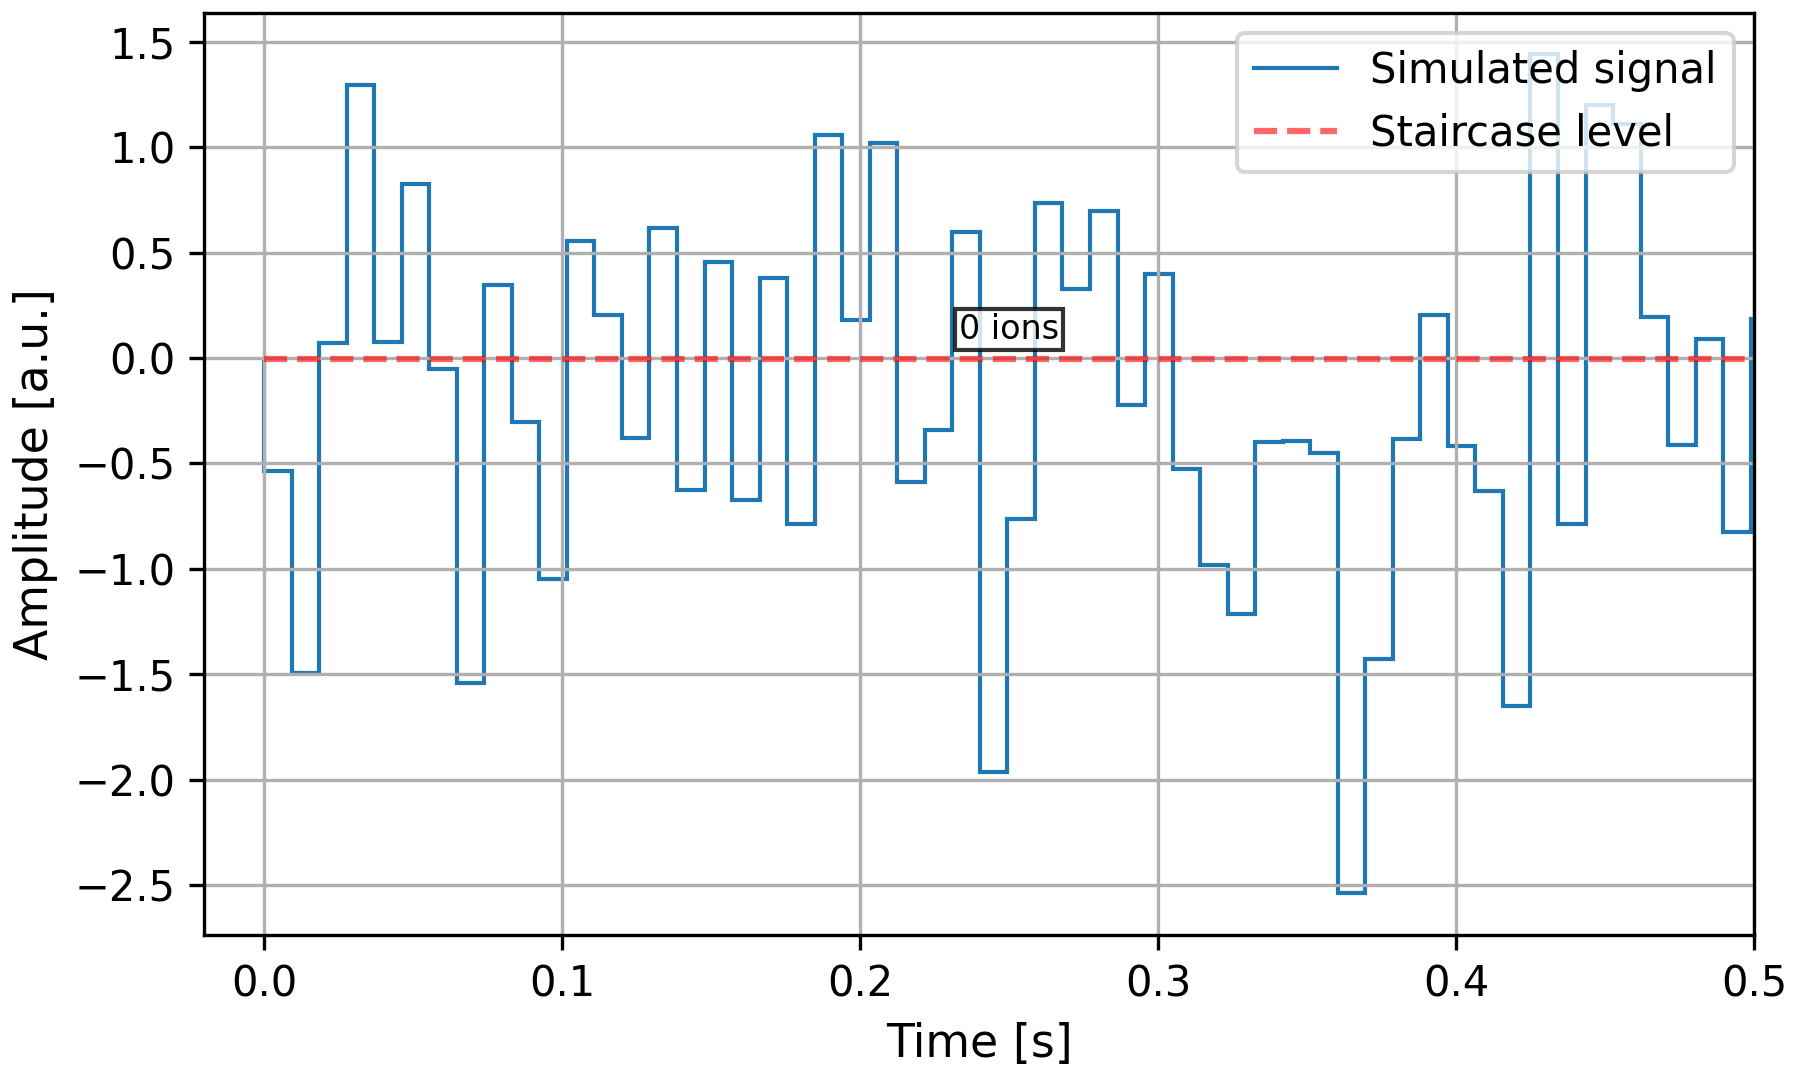 1.5
1.0
0.5
0.0
−0.5
−1.0
−1.5
−2.0
−2.5
Amplitude [a.u.]
Simulated signal
Staircase level
0 ions
0.0 0.1 0.2 0.3 0.4 0.5
Time [s]